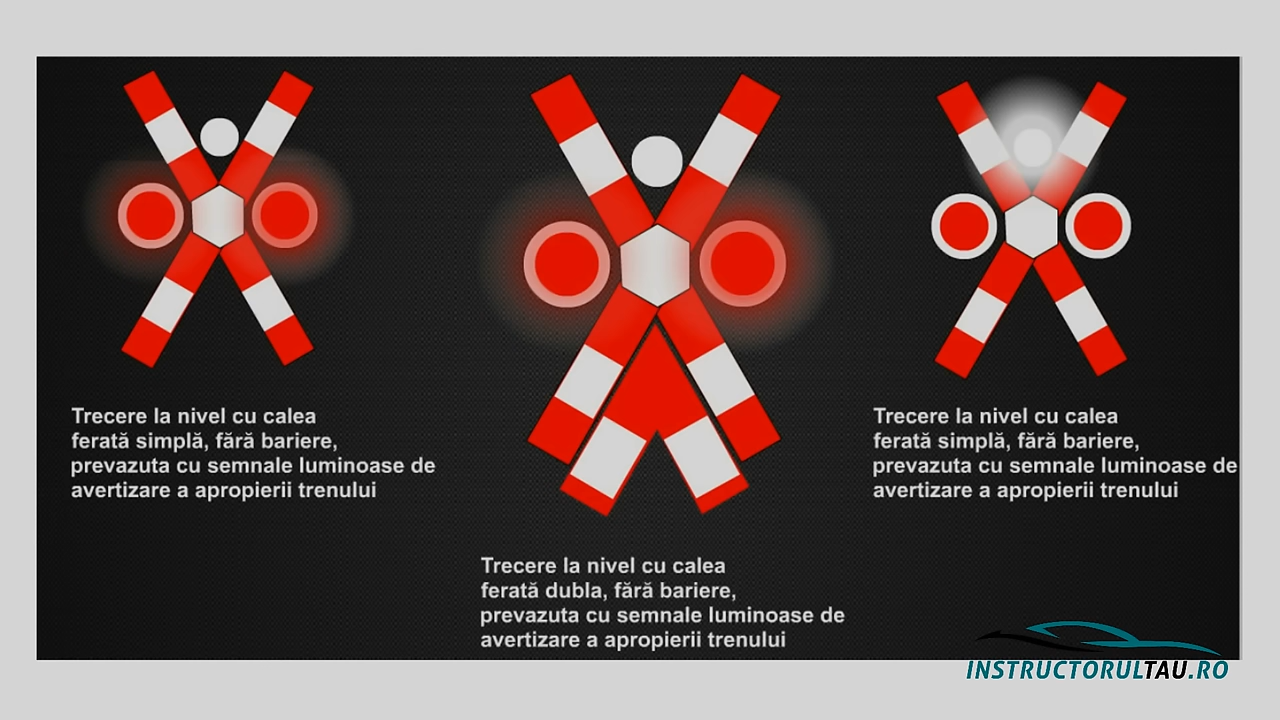 Trecere la nivel cu calea
ferată simplă, fără bariere,
prevazuta cu semnale luminoase de
avertizare a apropierii trenului
Trecere la nivel cu calea
ferată dubla, fără bariere,
prevazuta cu semnale luminoase de
avertizare a apropierii trenului
Trecere la nivel cu calea
ferată simplă, fără bariere,
prevazuta cu semnale luminoase de
avertizare a apropierii trenului
INSTRUCTORULTAU.RO